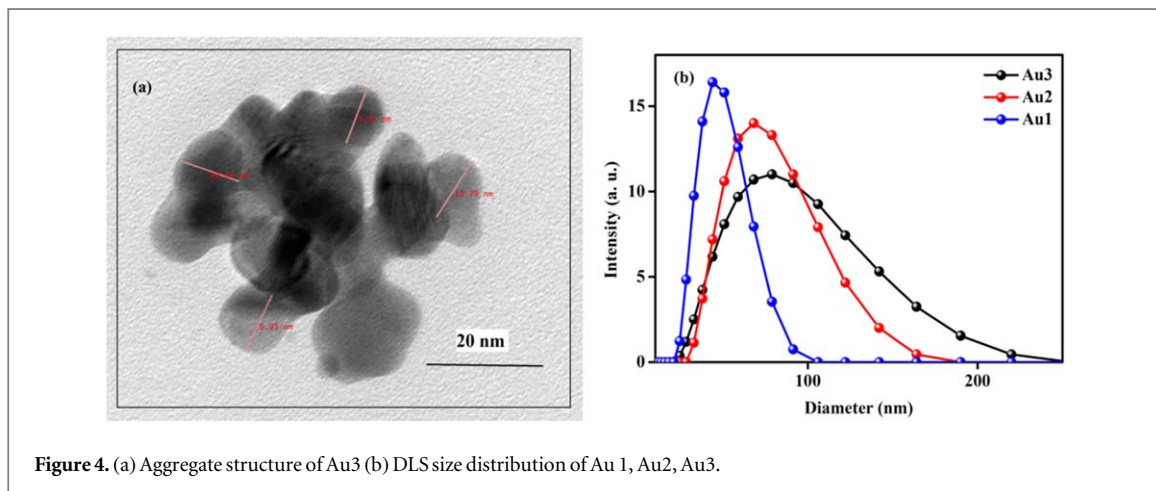 (a)
20 nm
(b)
Au3
Au2
Au1
15
10
5
0
Intensity (a. u.)
100
200
Diameter (nm)
Figure 4. (a) Aggregate structure of Au3 (b) DLS size distribution of Au 1, Au2, Au3.